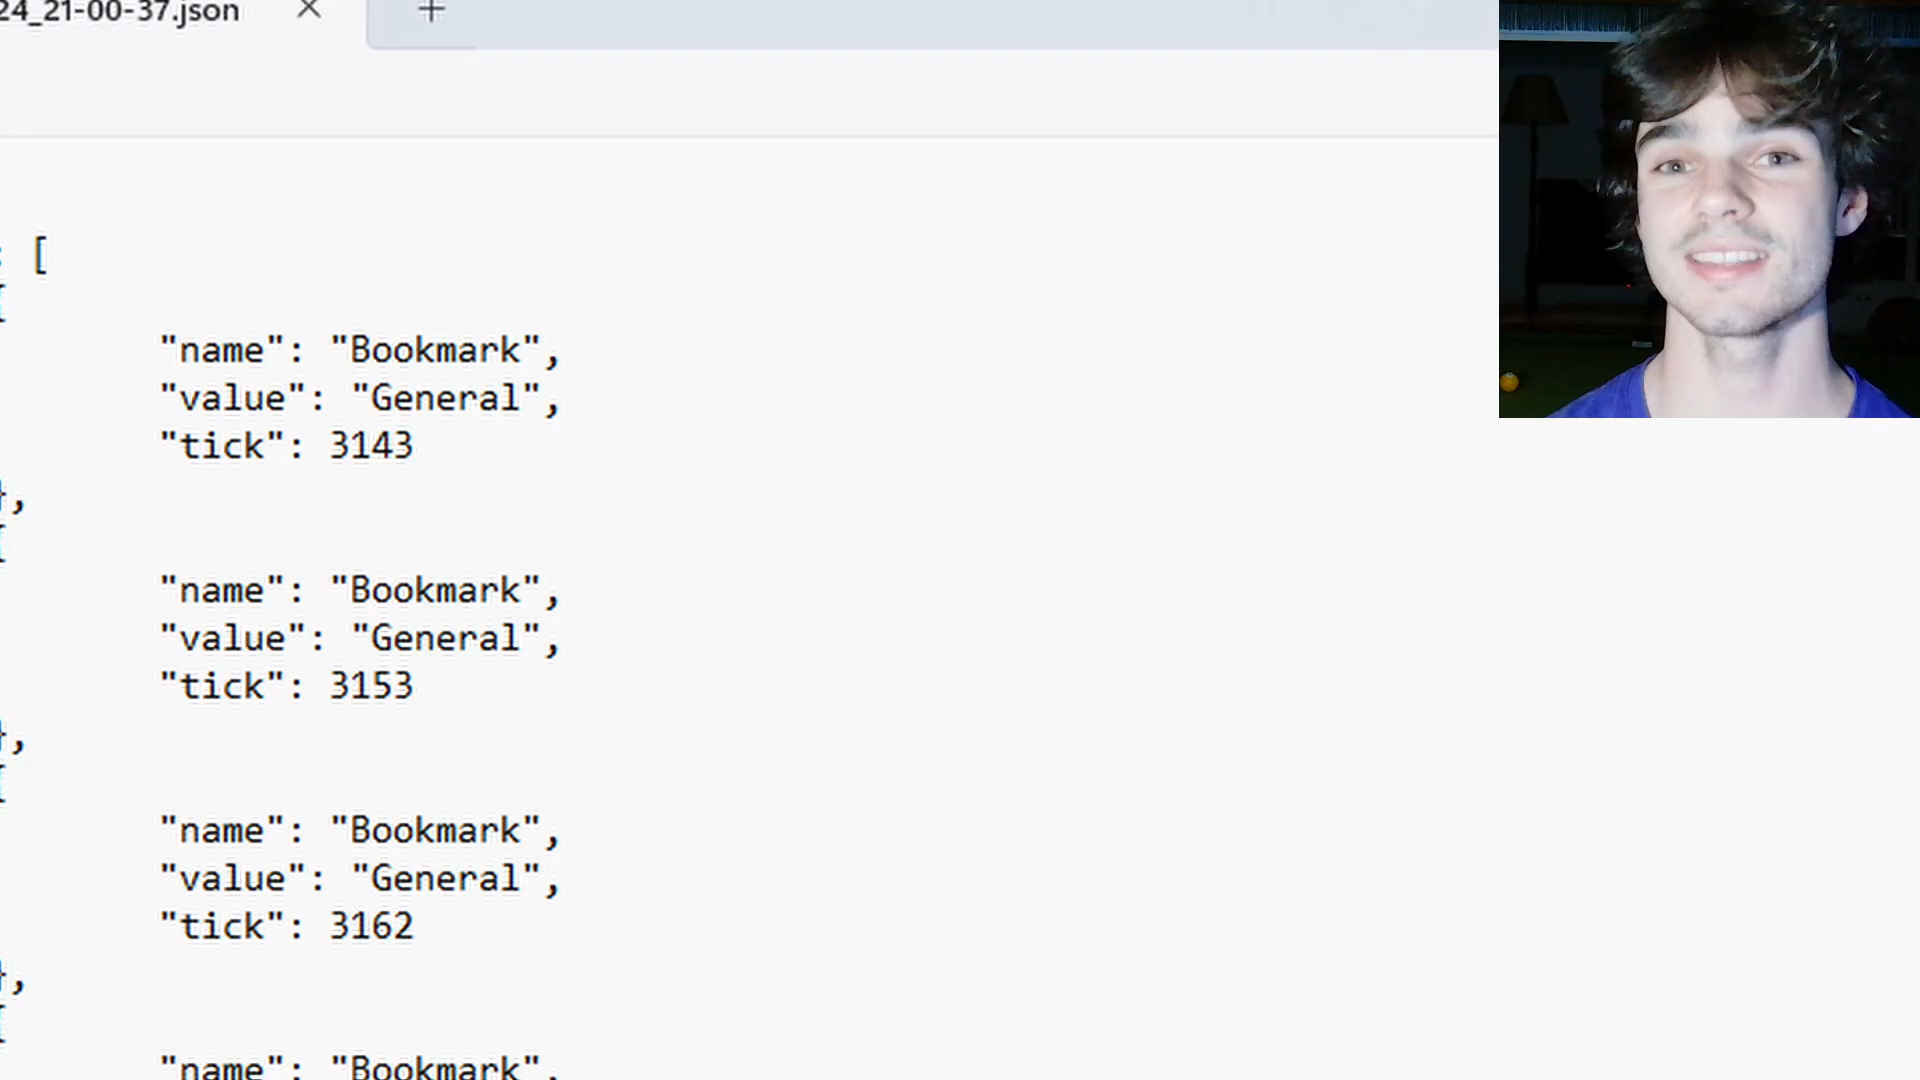 24_21-00-37.json
: [
{
"name": "Bookmark",
"value": "General",
"tick": 3143
},
{
"name": "Bookmark",
"value": "General",
"tick": 3153
},
{
"name": "Bookmark",
"value": "General",
"tick": 3162
},
{
"name": "Bookmark",